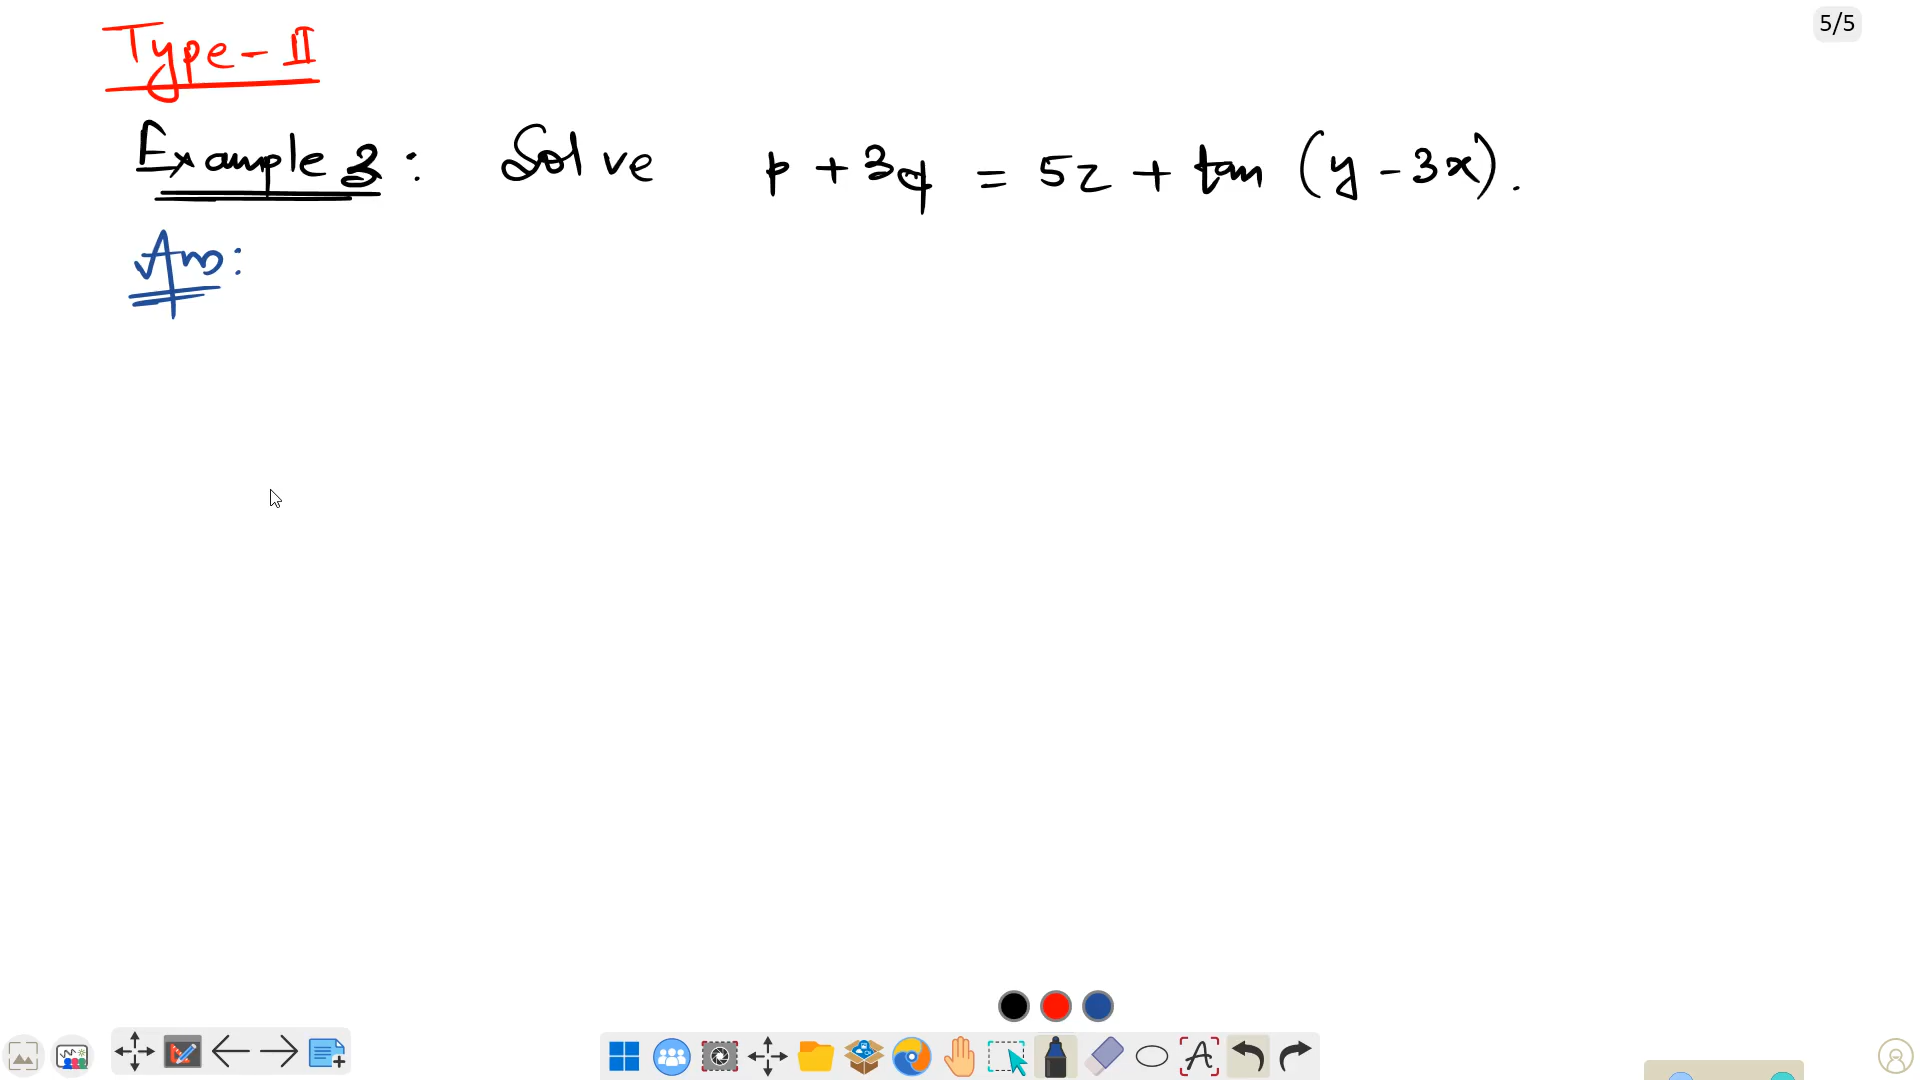 5/5
Type-II
Example 3: Solve p + 3q = 5z + tan (y - 3x).
Ans: